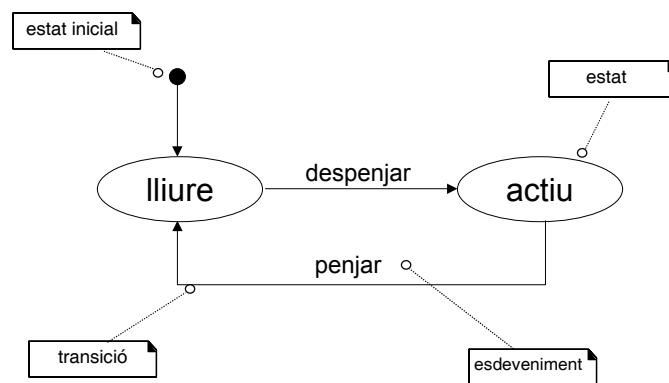 estat inicial
estat
despenjar
lliure
actiu
penjar
transició
esdeveniment